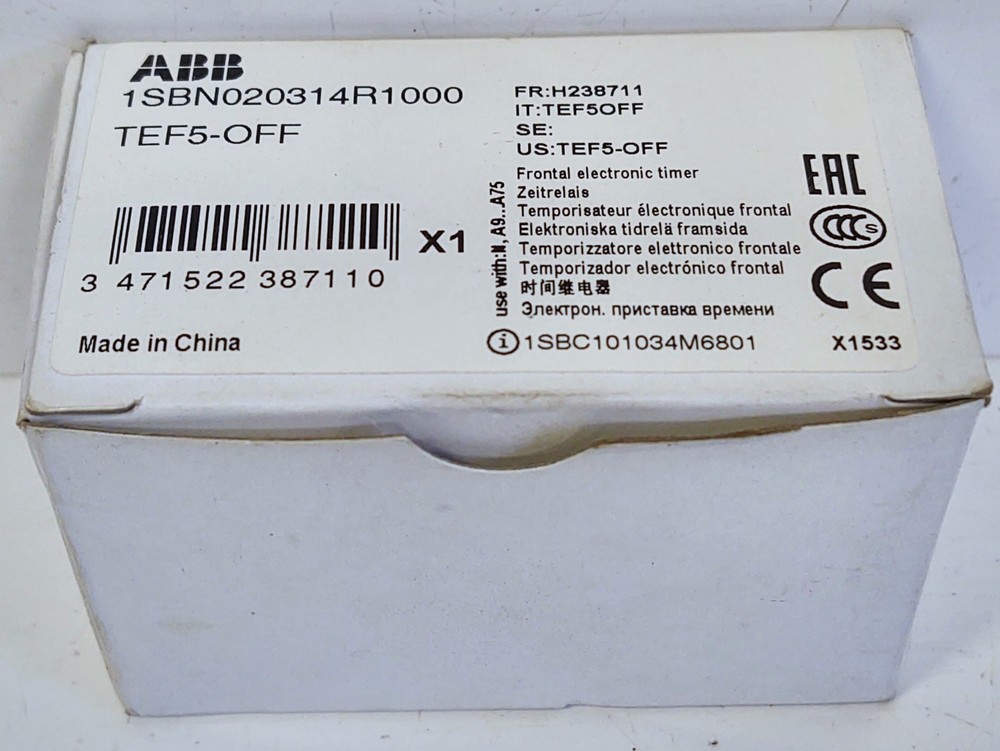 ABB
1SBN020314R1000
TEF5-OFF
3 471522 387110
X1
Made in China
use with:N, A9...A75
FR:H238711
IT:TEF5OFF
SE:
US:TEF5-OFF
Frontal electronic timer
Zeitrelais
Temporisateur électronique frontal
Elektroniska tidrelä framsida
Temporizzatore elettronico frontale
Temporizador electrónico frontal
时间继电器
Электрон. приставка времени
i 1SBC101034M6801
EAC
CCC S
CE
X1533